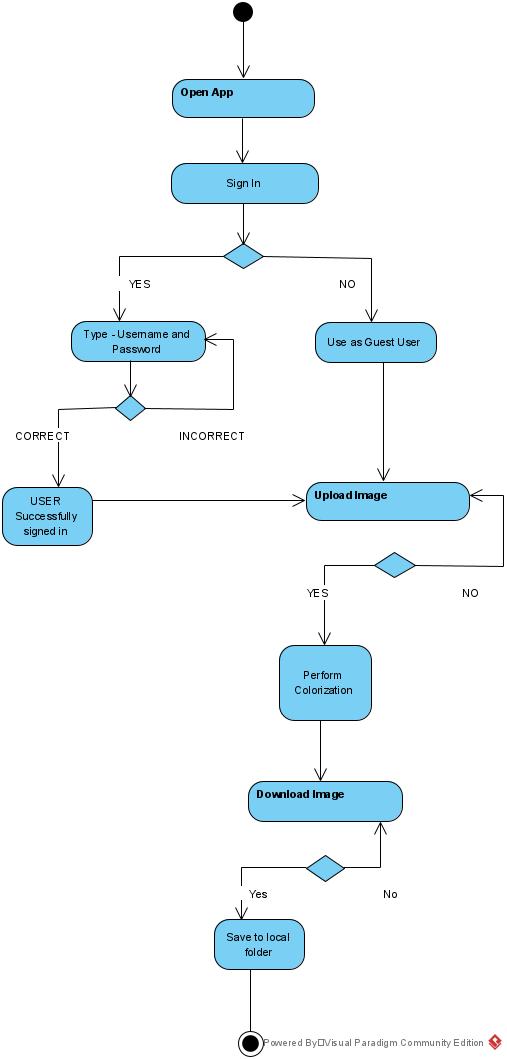 Open App
Sign In
YES
NO
Type - Username and
Password
Use as Guest User
CORRECT
INCORRECT
USER
Successfully
signed in
Upload Image
YES
NO
Perform
Colorization
Download Image
Yes
No
Save to local
folder
Powered By□Visual Paradigm Community Edition